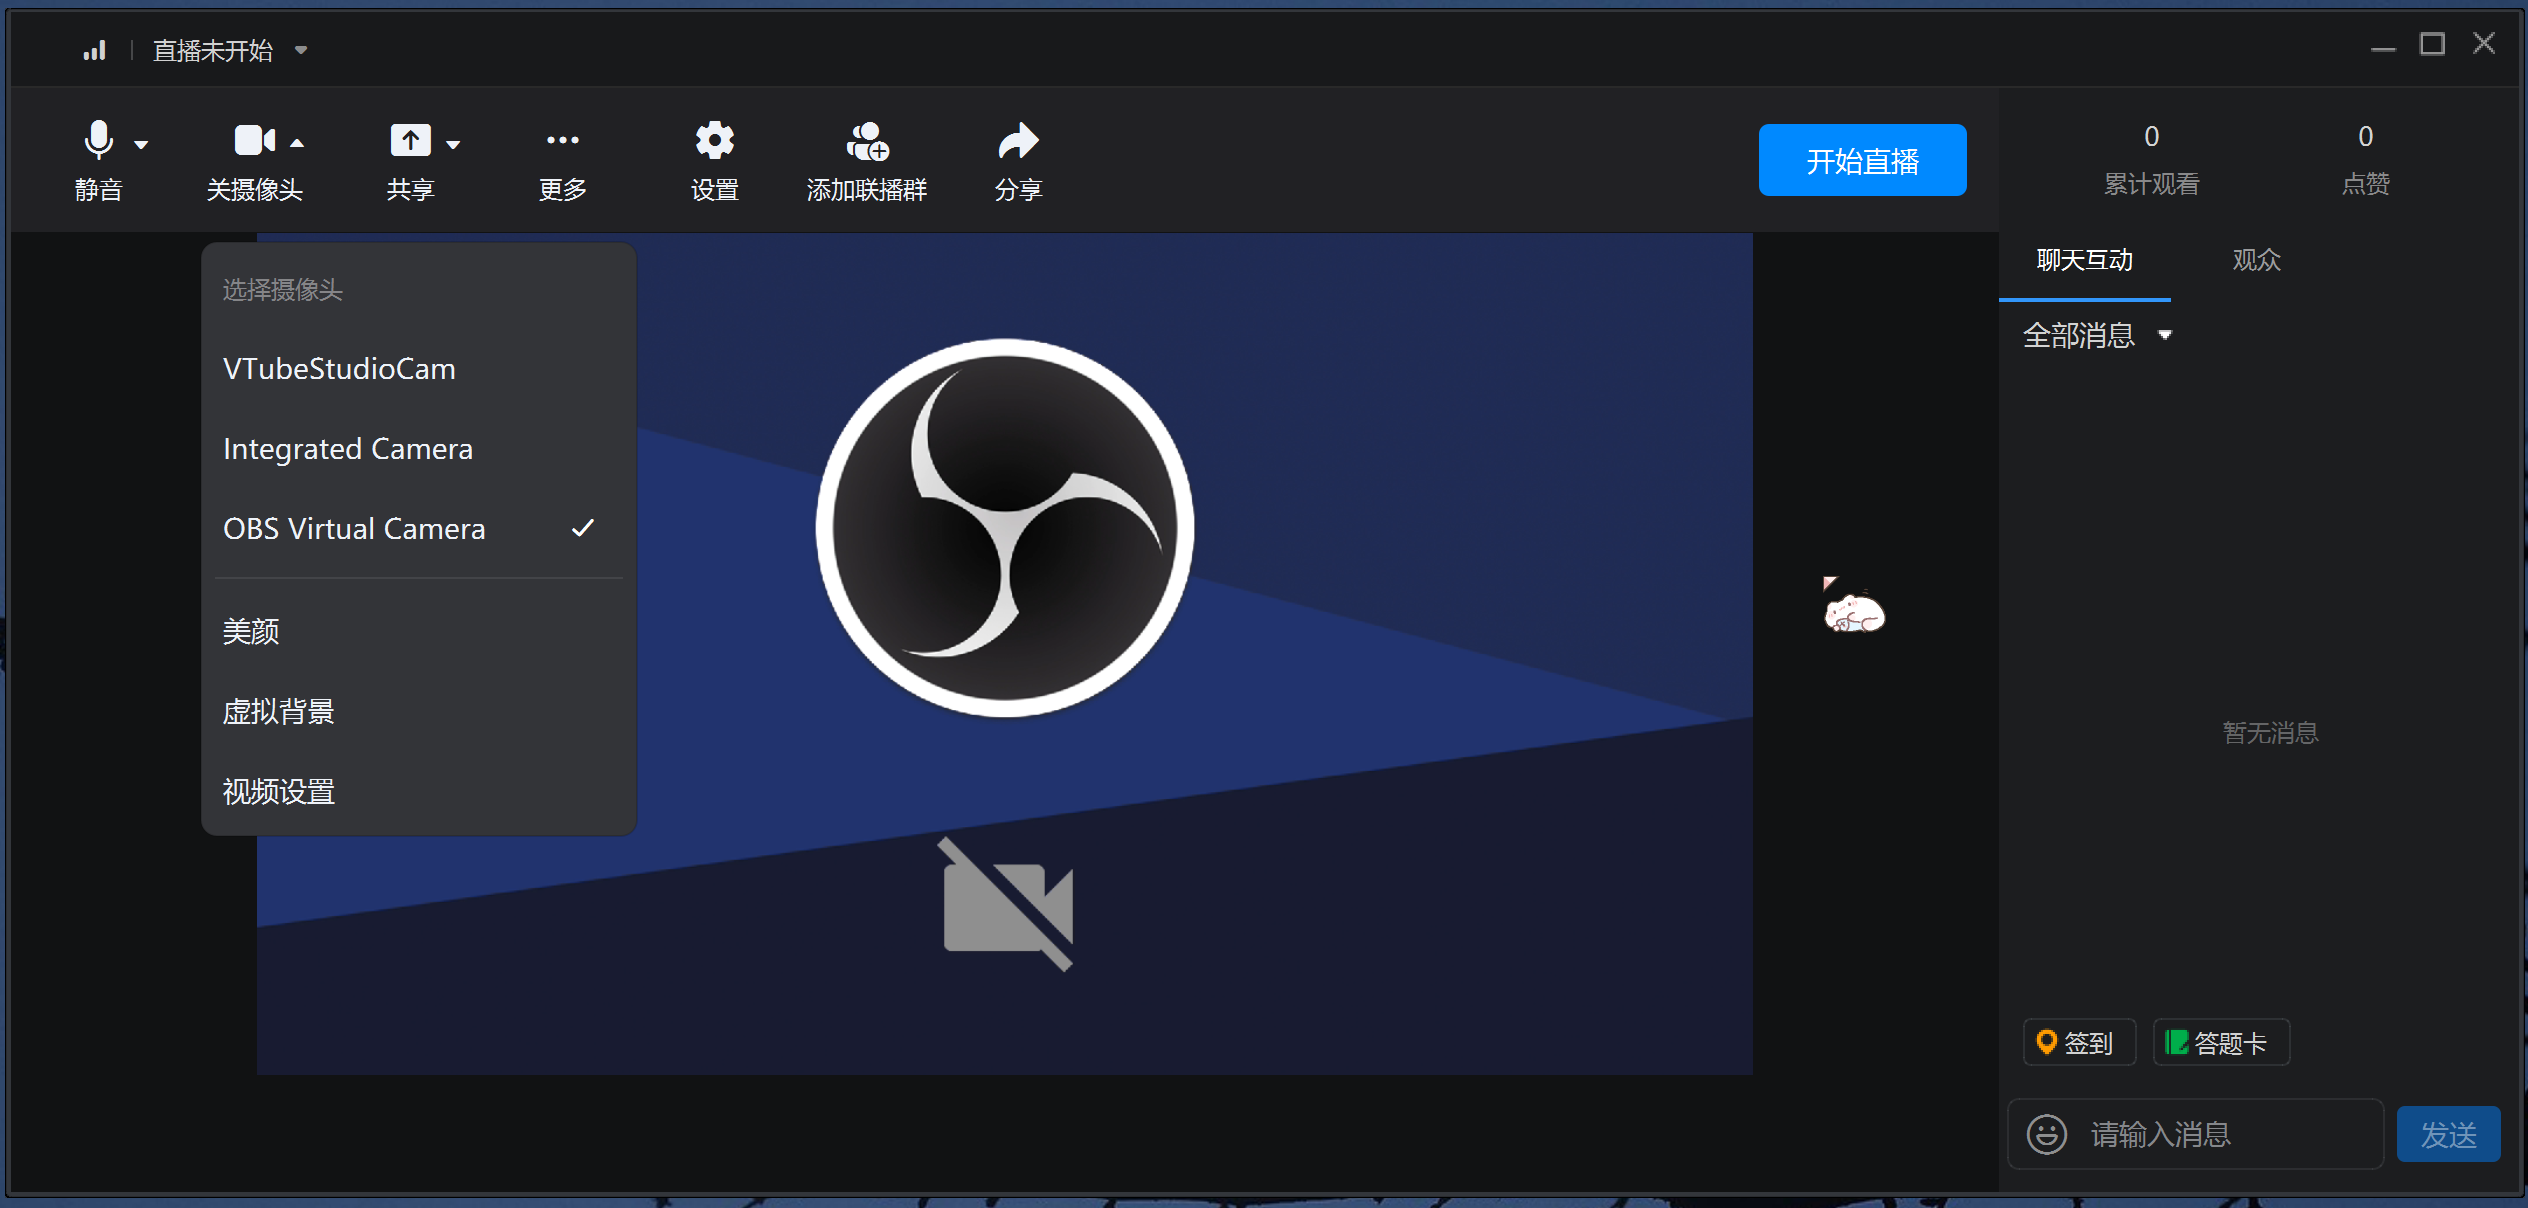 直播未开始
静音
关摄像头
共享
更多
设置
添加联播群
分享
开始直播
0
累计观看
0
点赞
选择摄像头
VTubeStudioCam
Integrated Camera
OBS Virtual Camera
美颜
虚拟背景
视频设置
聊天互动
观众
全部消息
暂无消息
签到
答题卡
请输入消息
发送